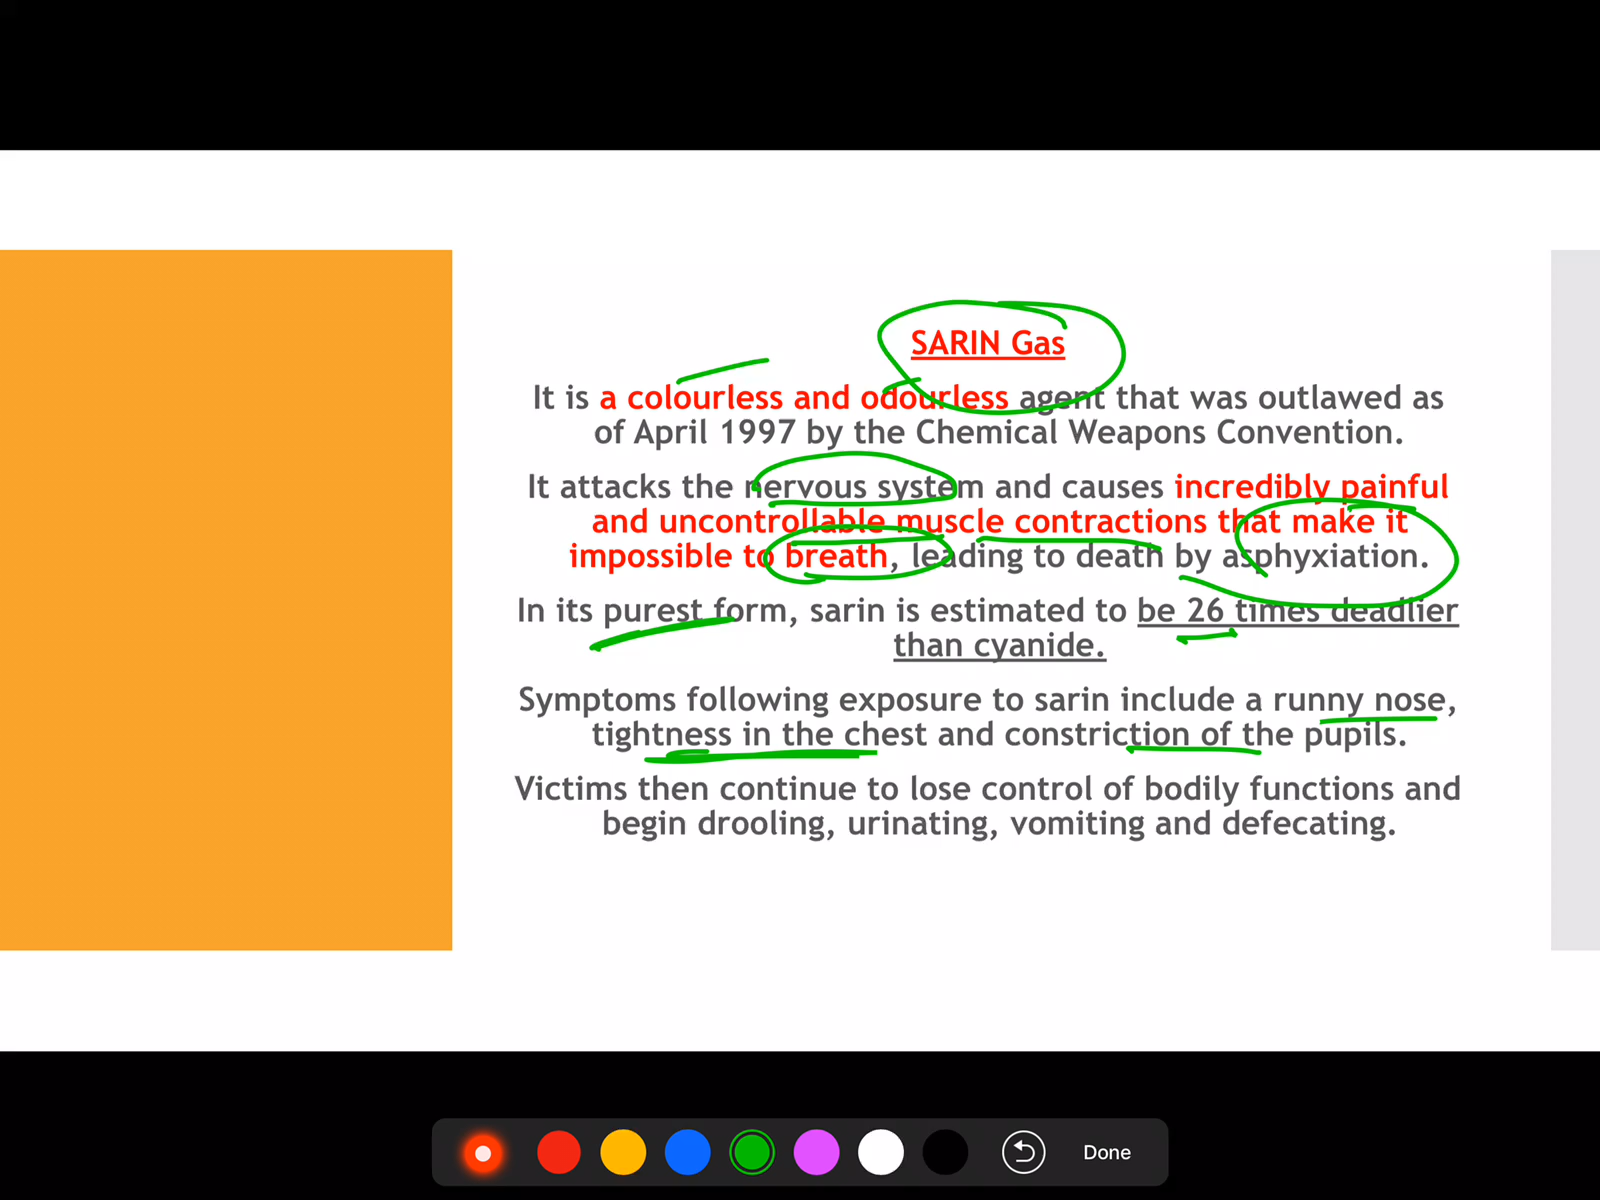 SARIN Gas
It is a colourless and odourless agent that was outlawed as
of April 1997 by the Chemical Weapons Convention.
It attacks the nervous system and causes incredibly painful
and uncontrollable muscle contractions that make it
impossible to breath, leading to death by asphyxiation.
In its purest form, sarin is estimated to be 26 times deadlier
than cyanide.
Symptoms following exposure to sarin include a runny nose,
tightness in the chest and constriction of the pupils.
Victims then continue to lose control of bodily functions and
begin drooling, urinating, vomiting and defecating.
Done